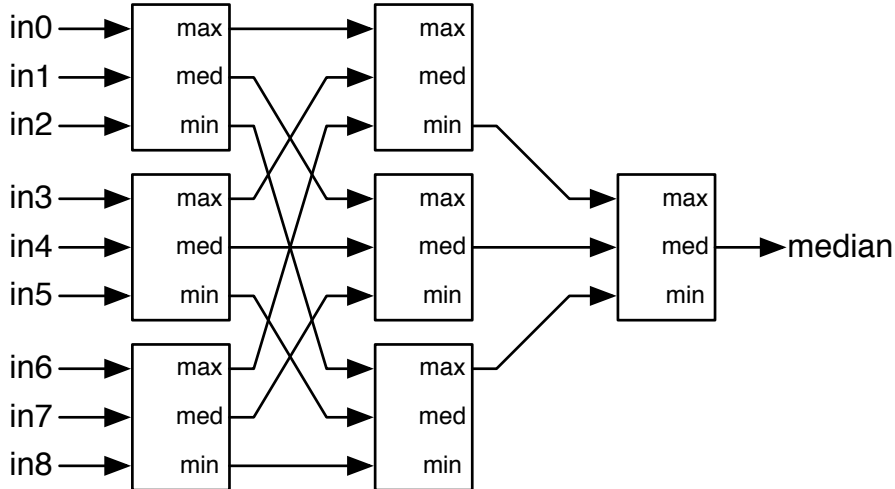 in0 max max
in1 med med
in2 min min
in3 max max max
in4 med med med median
in5 min min min
in6 max max
in7 med med
in8 min min